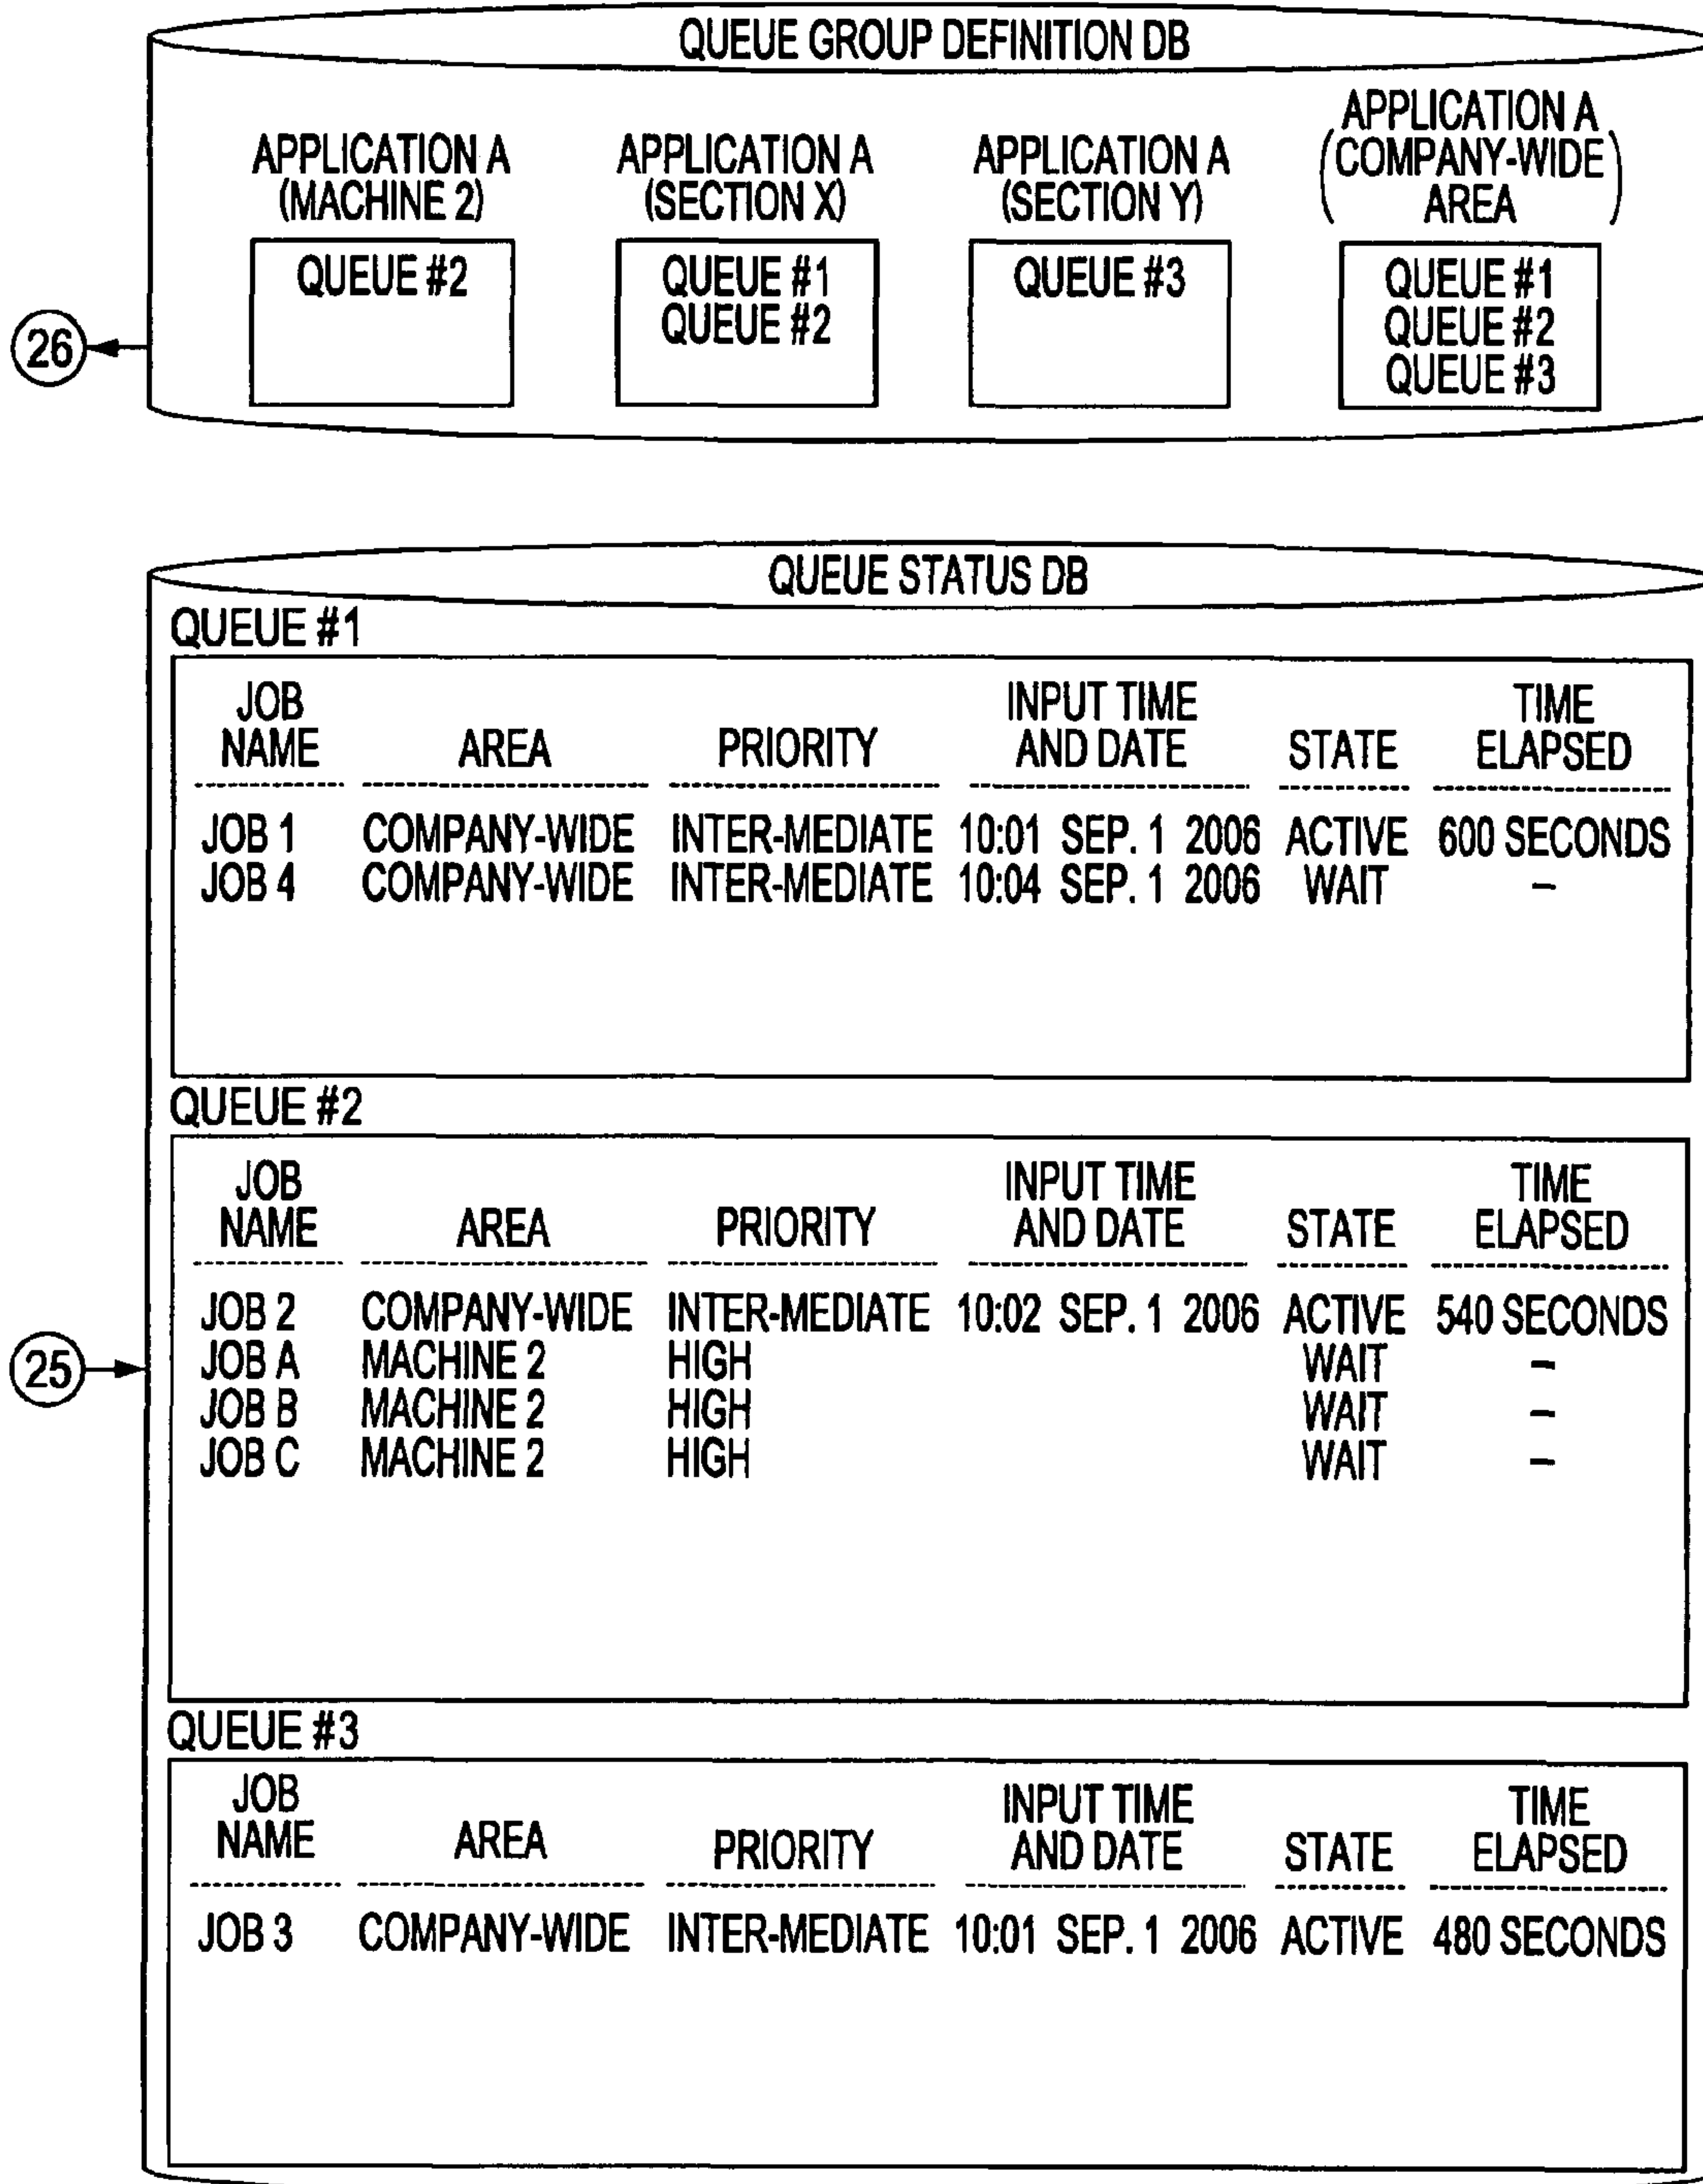 QUEUE GROUP DEFINITION DB
APPLICATION A
(MACHINE 2)
APPLICATION A
(SECTION X)
APPLICATION A
(SECTION Y)
APPLICATION A
(COMPANY-WIDE
AREA)
QUEUE #2
QUEUE #1
QUEUE #2
QUEUE #3
QUEUE #1
QUEUE #2
QUEUE #3
26
QUEUE STATUS DB
QUEUE #1
JOB NAME AREA PRIORITY INPUT TIME AND DATE STATE TIME ELAPSED
JOB 1 COMPANY-WIDE INTER-MEDIATE 10:01 SEP. 1 2006 ACTIVE 600 SECONDS
JOB 4 COMPANY-WIDE INTER-MEDIATE 10:04 SEP. 1 2006 WAIT –
QUEUE #2
JOB NAME AREA PRIORITY INPUT TIME AND DATE STATE TIME ELAPSED
JOB 2 COMPANY-WIDE INTER-MEDIATE 10:02 SEP. 1 2006 ACTIVE 540 SECONDS
JOB A MACHINE 2 HIGH WAIT –
JOB B MACHINE 2 HIGH WAIT –
JOB C MACHINE 2 HIGH WAIT –
25
QUEUE #3
JOB NAME AREA PRIORITY INPUT TIME AND DATE STATE TIME ELAPSED
JOB 3 COMPANY-WIDE INTER-MEDIATE 10:01 SEP. 1 2006 ACTIVE 480 SECONDS